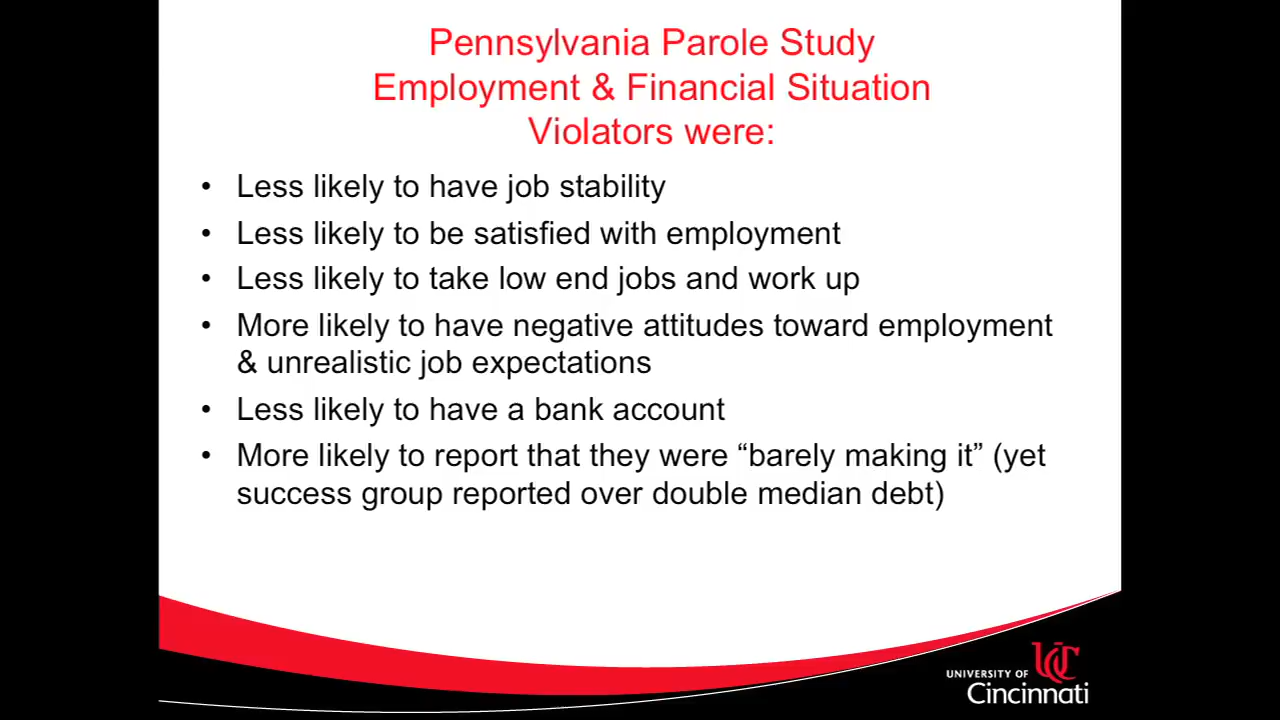 Pennsylvania Parole Study
Employment & Financial Situation
Violators were:
• Less likely to have job stability
• Less likely to be satisfied with employment
• Less likely to take low end jobs and work up
• More likely to have negative attitudes toward employment
& unrealistic job expectations
• Less likely to have a bank account
• More likely to report that they were “barely making it” (yet
success group reported over double median debt)
UC
UNIVERSITY OF
Cincinnati